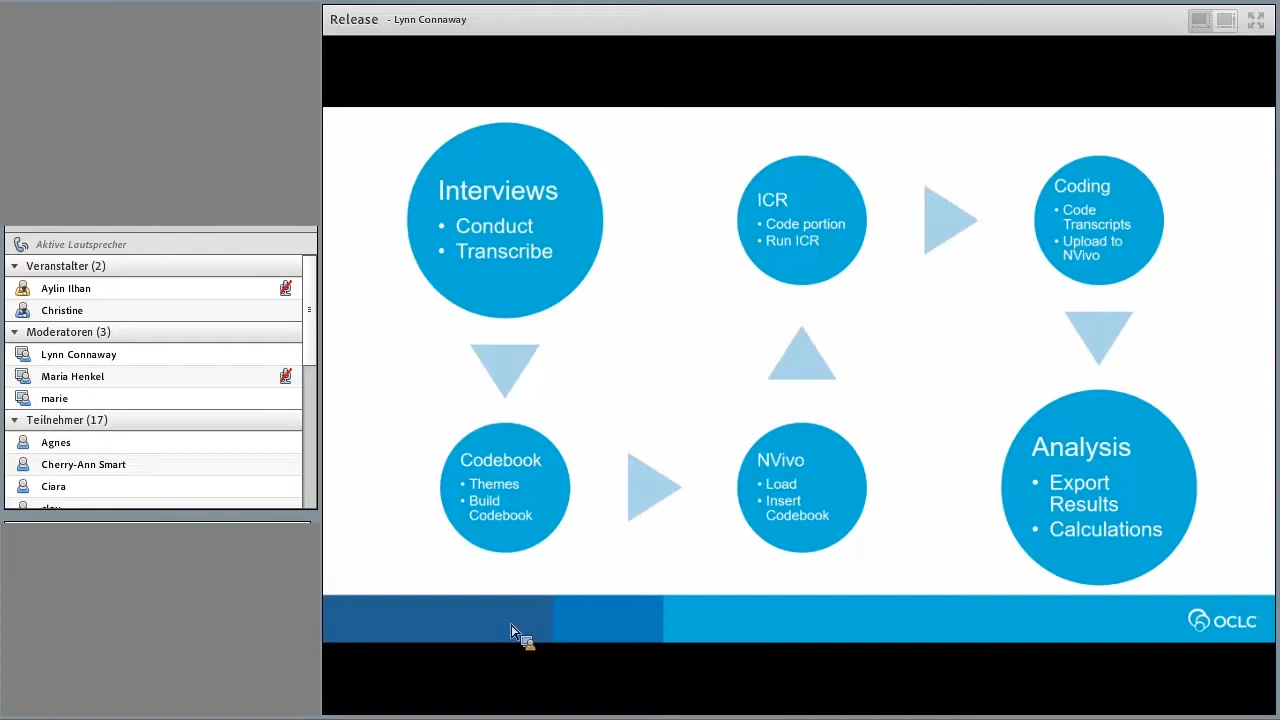 Release - Lynn Connaway
Aktive Lautsprecher
Veranstalter (2)
Aylin Ilhan
Christine
Moderatoren (3)
Lynn Connaway
Maria Henkel
marie
Teilnehmer (17)
Agnes
Cherry-Ann Smart
Ciara
Interviews
• Conduct
• Transcribe
Codebook
• Themes
• Build
Codebook
NVivo
• Load
• Insert
Codebook
ICR
• Code portion
• Run ICR
Coding
• Code
Transcripts
• Upload to
NVivo
Analysis
• Export
Results
• Calculations
OCLC